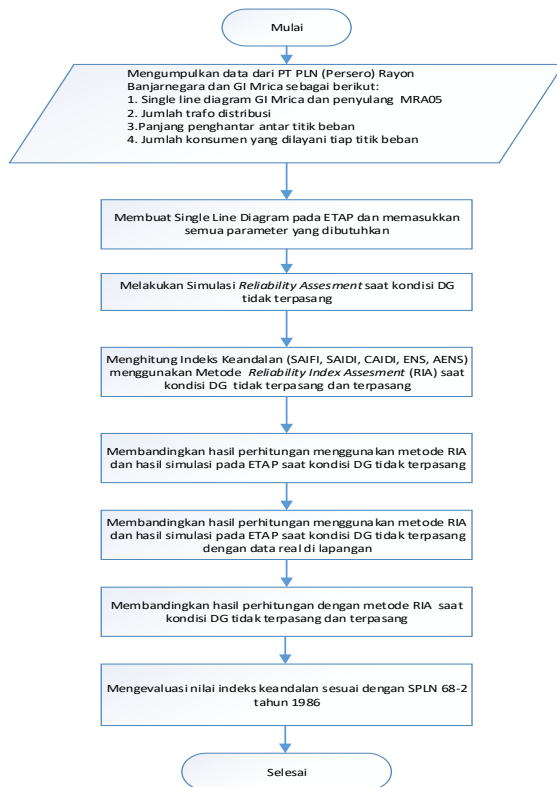 Mulai
Mengumpulkan data dari PT PLN (Persero) Rayon
Banjarnegara dan GI Mrica sebagai berikut:
1. Single line diagram GI Mrica dan penyulang MRA05
2. Jumlah trafo distribusi
3.Panjang penghantar antar titik beban
4. Jumlah konsumen yang dilayani tiap titik beban
Membuat Single Line Diagram pada ETAP dan memasukkan
semua parameter yang dibutuhkan
Melakukan Simulasi Reliability Assesment saat kondisi DG
tidak terpasang
Menghitung Indeks Keandalan (SAIFI, SAIDI, CAIDI, ENS, AENS)
menggunakan Metode Reliability Index Assesment (RIA) saat
kondisi DG tidak terpasang dan terpasang
Membandingkan hasil perhitungan menggunakan metode RIA
dan hasil simulasi pada ETAP saat kondisi DG tidak terpasang
Membandingkan hasil perhitungan menggunakan metode RIA
dan hasil simulasi pada ETAP saat kondisi DG tidak terpasang
dengan data real di lapangan
Membandingkan hasil perhitungan dengan metode RIA saat
kondisi DG tidak terpasang dan terpasang
Mengevaluasi nilai indeks keandalan sesuai dengan SPLN 68-2
tahun 1986
Selesai